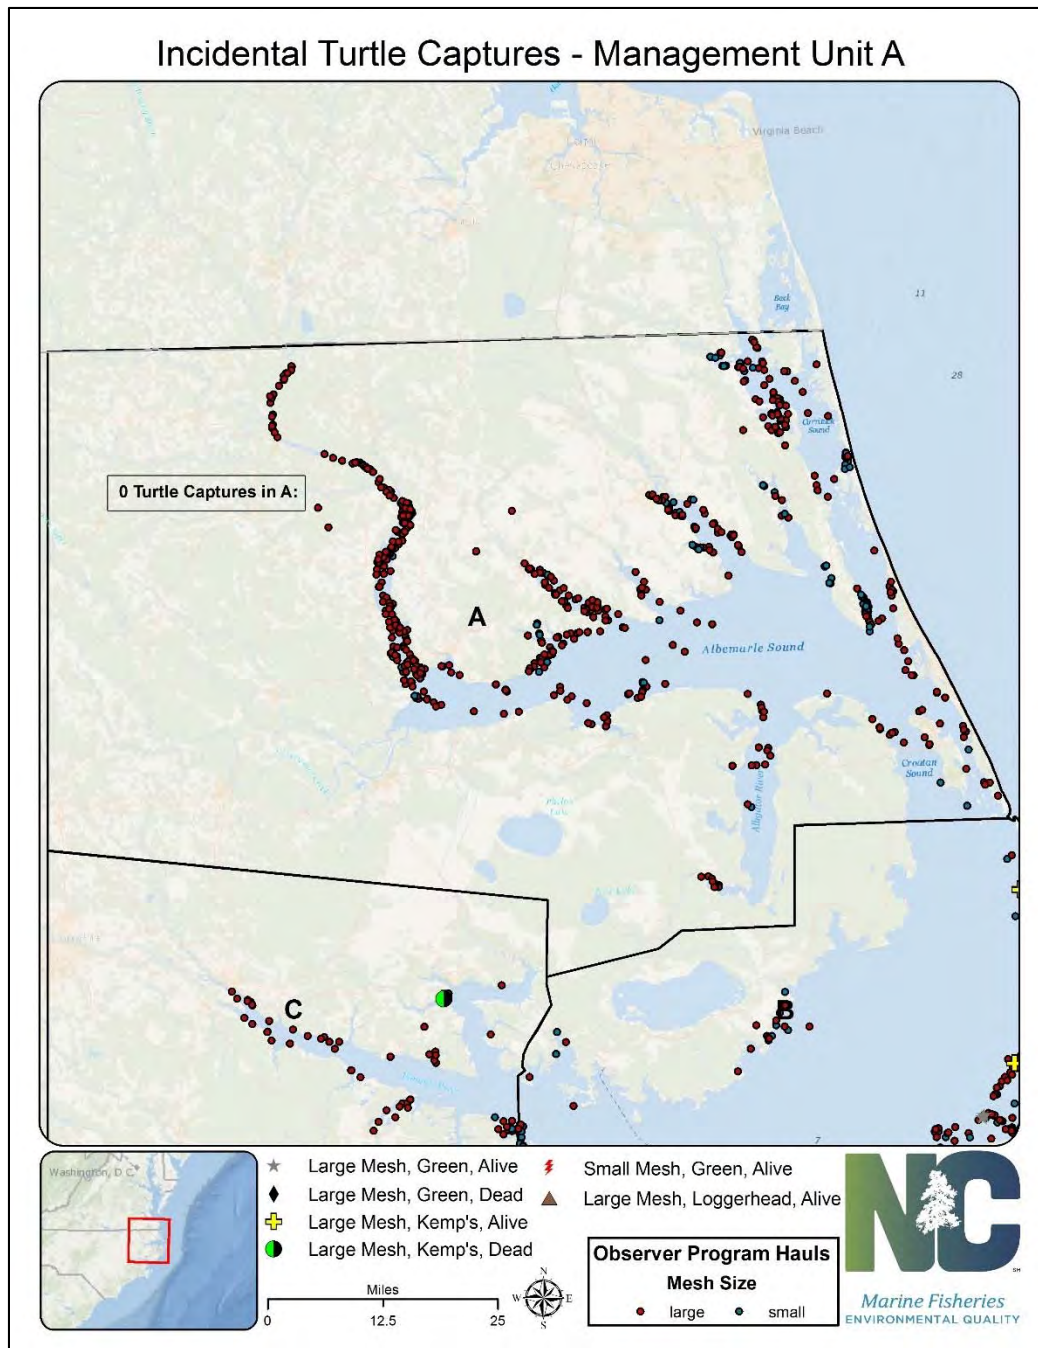 Incidental Turtle Captures - Management Unit A
Virginia Beach
Back
Bay
11
28
Currituck
Sound
0 Turtle Captures in A:
A
Albemarle Sound
Croatan
Sound
Alligator River
C
B
7
Washington, D.C.
Large Mesh, Green, Alive
Large Mesh, Green, Dead
Large Mesh, Kemp's, Alive
Large Mesh, Kemp's, Dead
Small Mesh, Green, Alive
Large Mesh, Loggerhead, Alive
Miles
0 12.5 25
N
W E
S
Observer Program Hauls
Mesh Size
large small
NC
SM
Marine Fisheries
ENVIRONMENTAL QUALITY